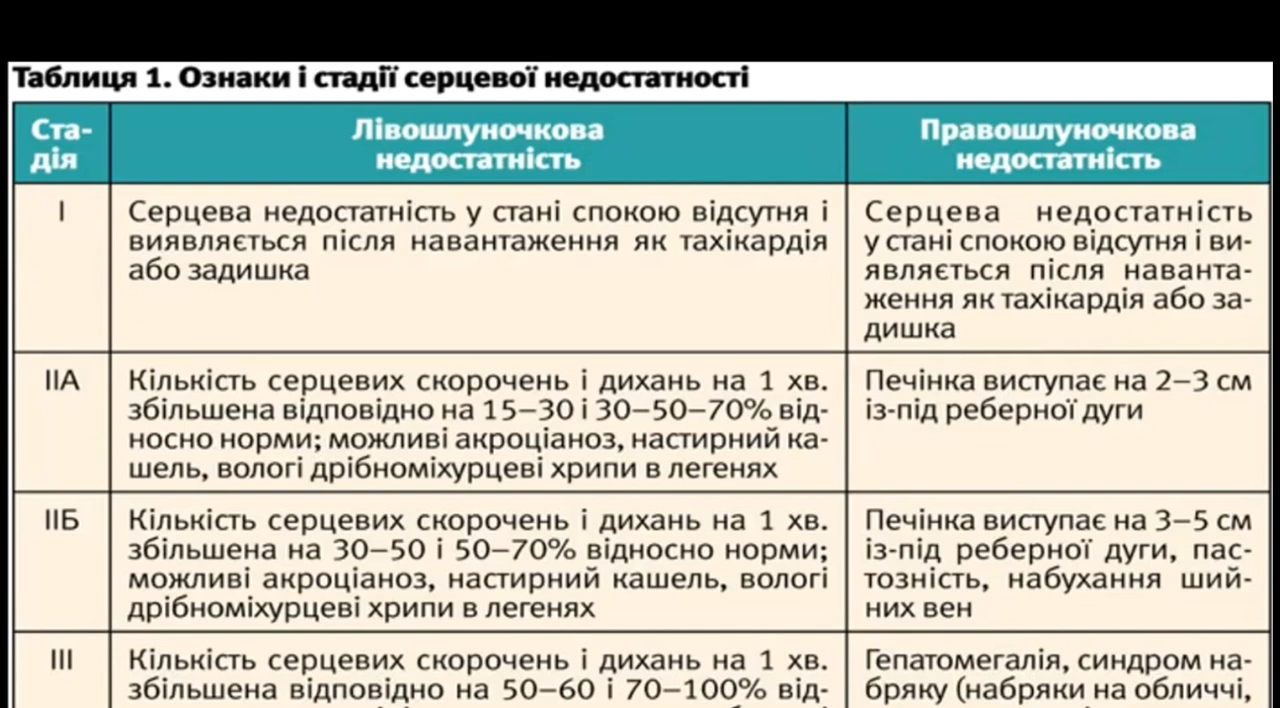 Таблиця 1. Ознаки і стадії серцевої недостатності
Ста-
дія
Лівошлуночкова
недостатність
Правошлуночкова
недостатність
I
Серцева недостатність у стані спокою відсутня і
виявляється після навантаження як тахікардія
або задишка
Серцева недостатність
у стані спокою відсутня і ви-
являється після наванта-
ження як тахікардія або за-
дишка
IIА
Кількість серцевих скорочень і дихань на 1 хв.
збільшена відповідно на 15–30 і 30–50–70% від-
носно норми; можливі акроціаноз, настирний ка-
шель, вологі дрібноміхурцеві хрипи в легенях
Печінка виступає на 2–3 см
із-під реберної дуги
IIБ
Кількість серцевих скорочень і дихань на 1 хв.
збільшена на 30–50 і 50–70% відносно норми;
можливі акроціаноз, настирний кашель, вологі
дрібноміхурцеві хрипи в легенях
Печінка виступає на 3–5 см
із-під реберної дуги, пас-
тозність, набухання ший-
них вен
III
Кількість серцевих скорочень і дихань на 1 хв.
збільшена відповідно на 50–60 і 70–100% від-
Гепатомегалія, синдром на-
бряку (набряки на обличчі,